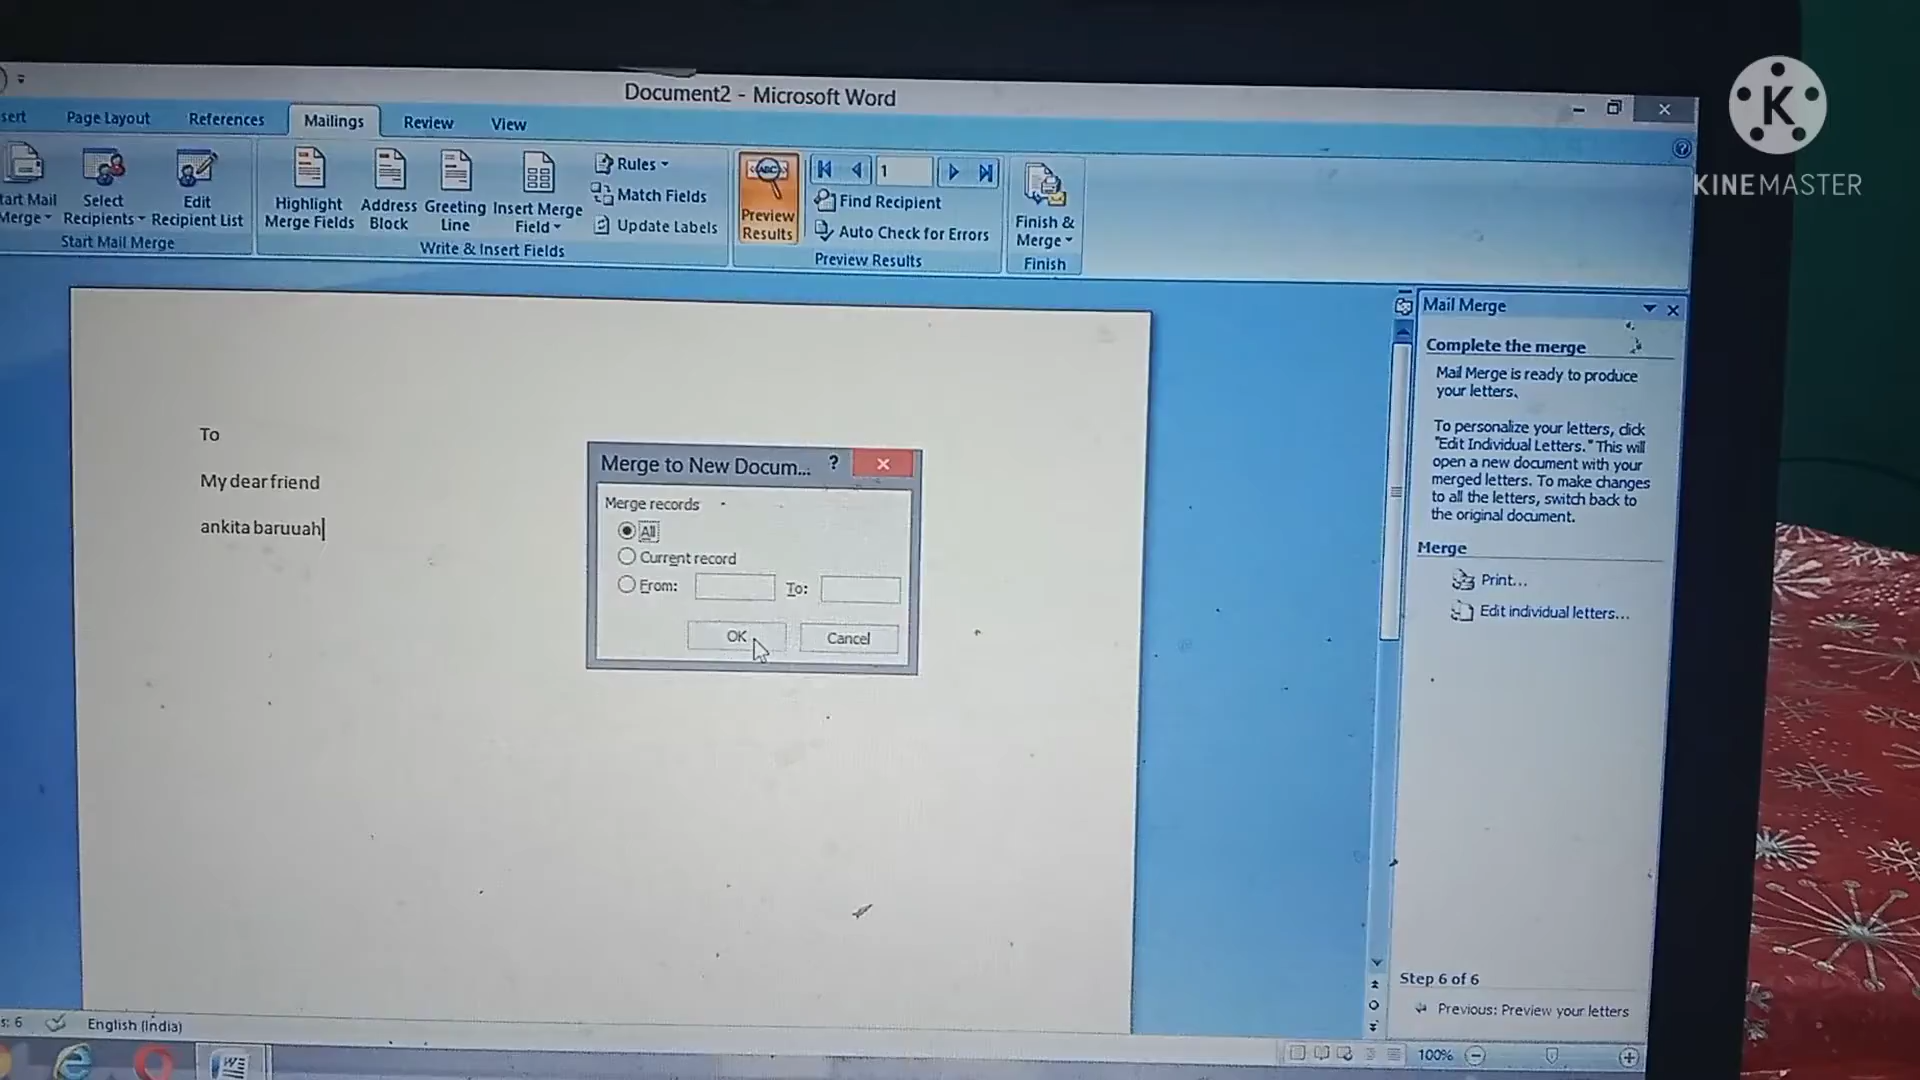 Document2 - Microsoft Word
Page Layout
References
Mailings
Review
View
KINEMASTER
Select
Recipients
Edit
Recipient List
Start Mail Merge
Highlight
Merge Fields
Address
Block
Greeting
Line
Insert Merge
Field
Rules
Match Fields
Update Labels
Write & Insert Fields
Preview
Results
1
Find Recipient
Auto Check for Errors
Preview Results
Finish &
Merge
Finish
To
My dear friend
ankita baruuah
Merge to New Docum... ?
Merge records
All
Current record
From:
To:
OK
Cancel
Mail Merge
Complete the merge
Mail Merge is ready to produce
your letters.
To personalize your letters, click
"Edit Individual Letters." This will
open a new document with your
merged letters. To make changes
to all the letters, switch back to
the original document.
Merge
Print...
Edit individual letters...
Step 6 of 6
Previous: Preview your letters
s: 6
English (India)
100%